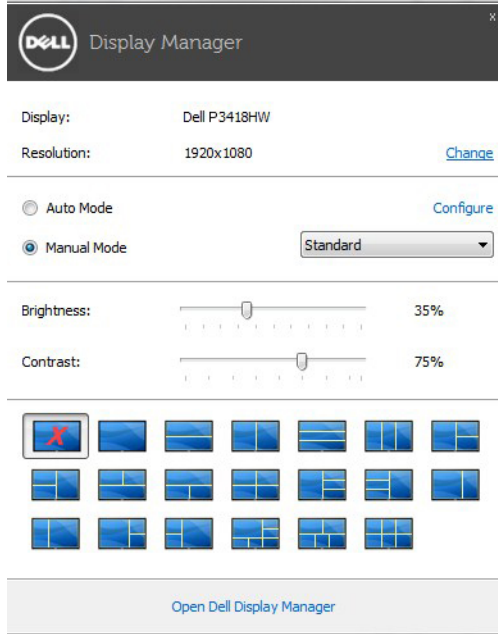 x
DELL Display Manager
Display: Dell P3418HW
Resolution: 1920x1080 Change
Auto Mode Configure
Manual Mode Standard
Brightness: 35%
Contrast: 75%
Open Dell Display Manager